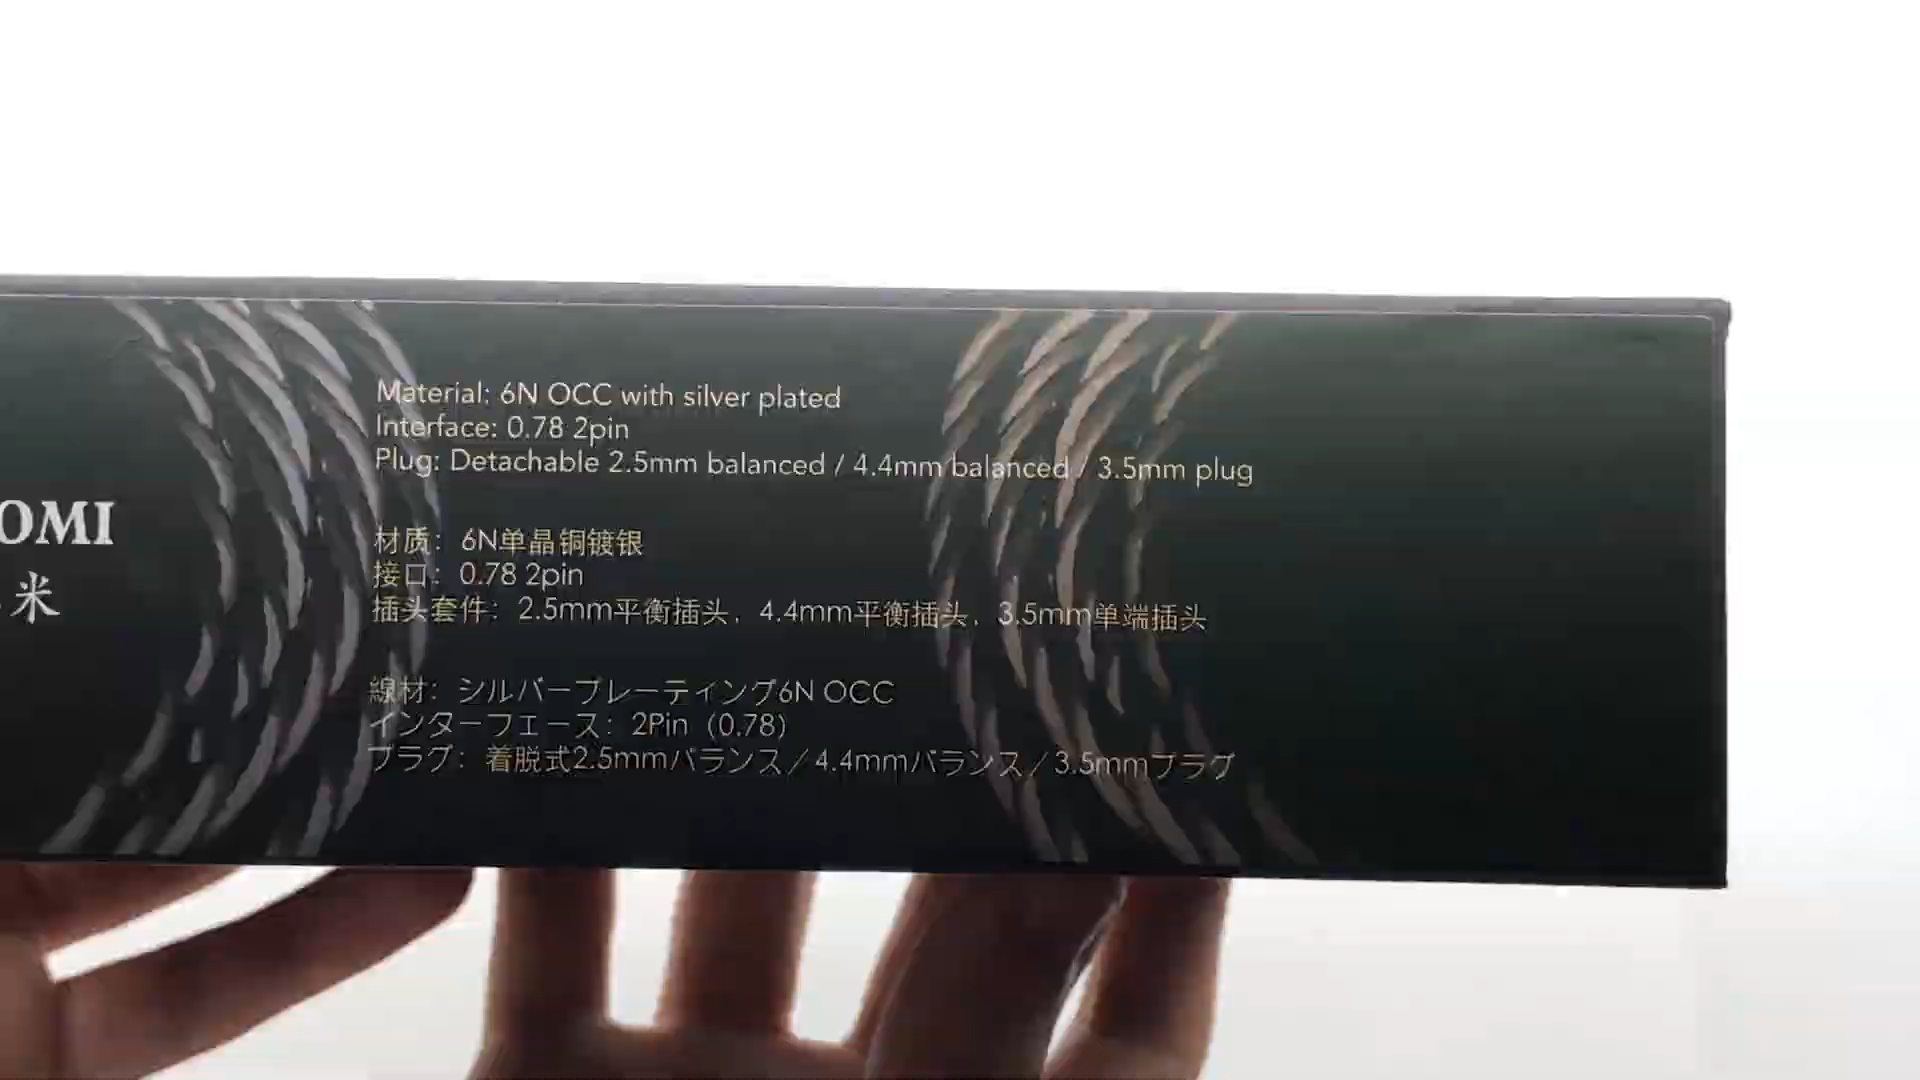 OMI
米
Material: 6N OCC with silver plated
Interface: 0.78 2pin
Plug: Detachable 2.5mm balanced / 4.4mm balanced / 3.5mm plug
材质：6N单晶铜镀银
接口：0.78 2pin
插头套件：2.5mm平衡插头，4.4mm平衡插头，3.5mm单端插头
線材：シルバープレーティング6N OCC
インターフェース：2Pin（0.78）
プラグ：着脱式2.5mmバランス／4.4mmバランス／3.5mmプラグ